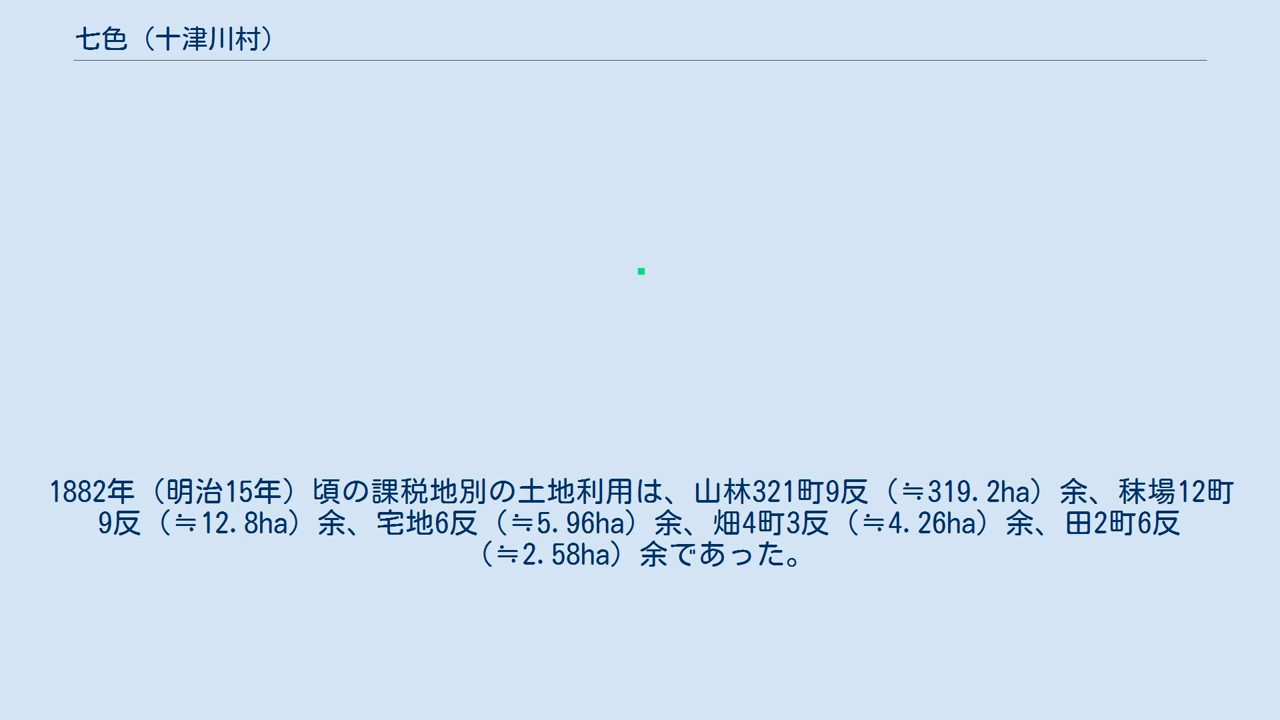 七色（十津川村）
1882年（明治15年）頃の課税地別の土地利用は、山林321町9反（≒319.2ha）余、秣場12町
9反（≒12.8ha）余、宅地6反（≒5.96ha）余、畑4町3反（≒4.26ha）余、田2町6反
（≒2.58ha）余であった。